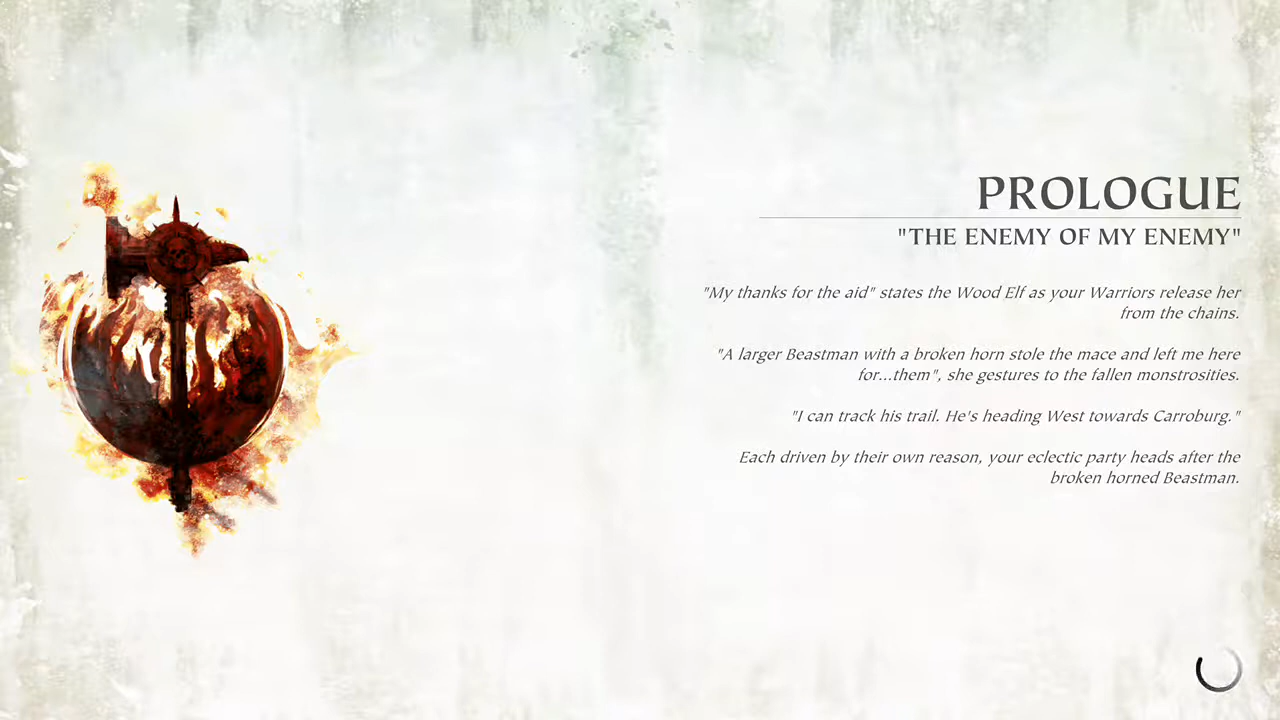 PROLOGUE
"THE ENEMY OF MY ENEMY"
"My thanks for the aid" states the Wood Elf as your Warriors release her
from the chains.
"A larger Beastman with a broken horn stole the mace and left me here
for...them", she gestures to the fallen monstrosities.
"I can track his trail. He's heading West towards Carroburg."
Each driven by their own reason, your eclectic party heads after the
broken horned Beastman.